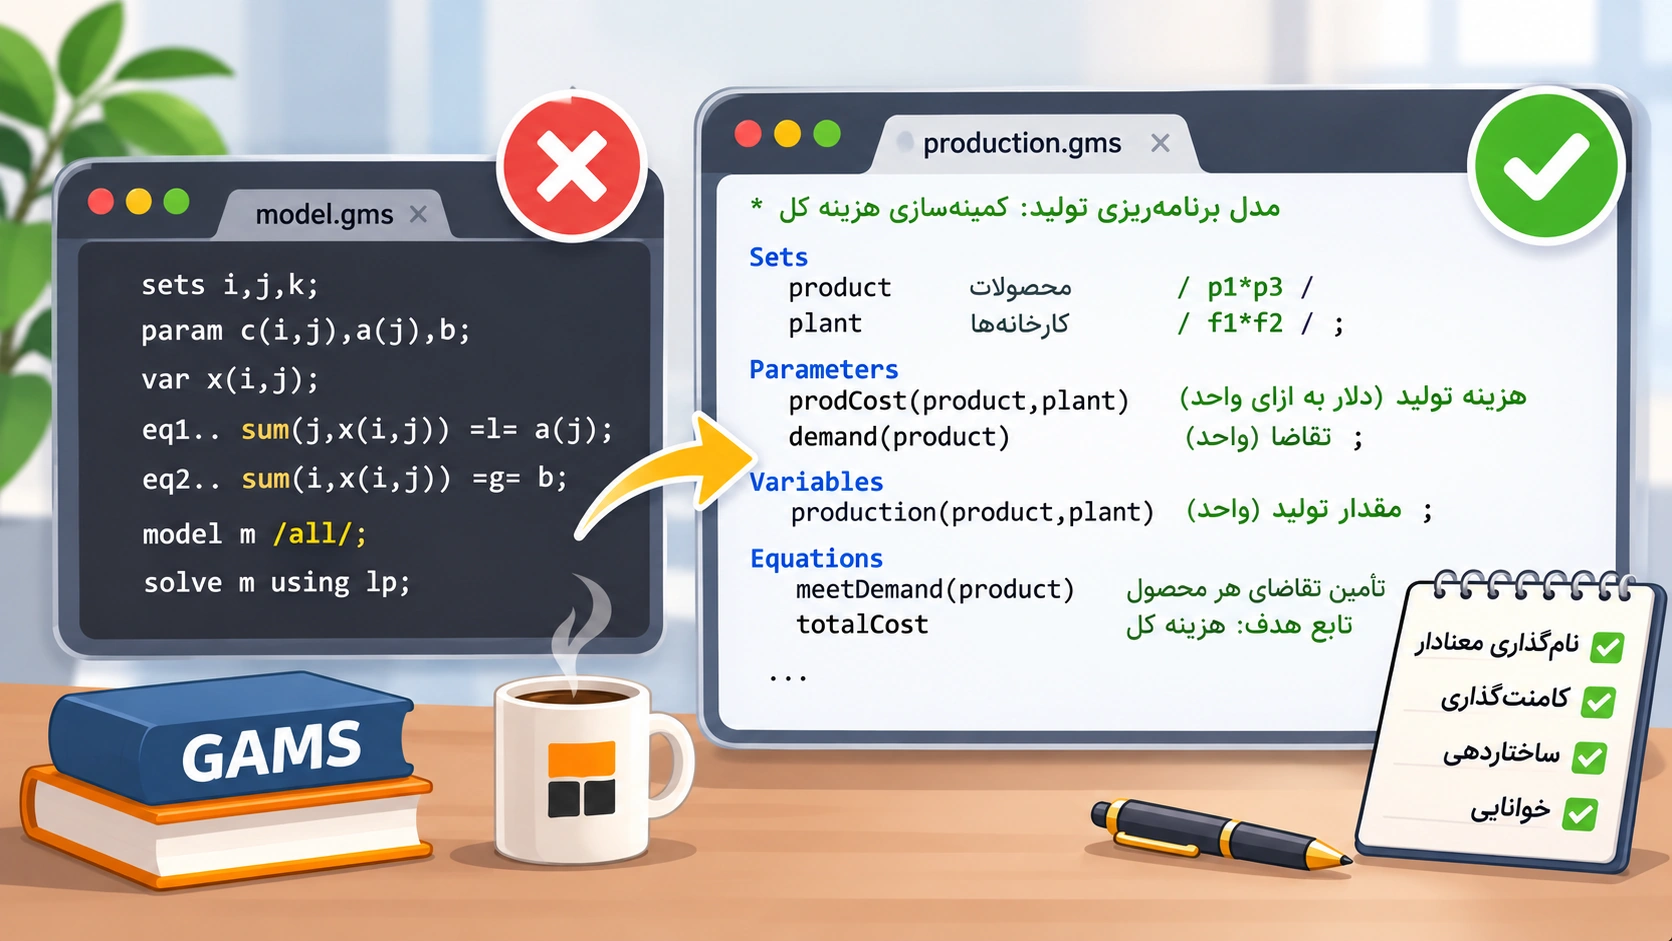 model.gms
sets i,j,k;
param c(i,j),a(j),b;
var x(i,j);
eq1.. sum(j,x(i,j)) =l= a(j);
eq2.. sum(i,x(i,j)) =g= b;
model m /all/;
solve m using lp;
production.gms
* مدل برنامه‌ریزی تولید: کمینه‌سازی هزینه کل
Sets
product محصولات / p1*p3 /
plant کارخانه‌ها / f1*f2 / ;
Parameters
prodCost(product,plant) هزینه تولید (دلار به ازای واحد)
demand(product) تقاضا (واحد) ;
Variables
production(product,plant) مقدار تولید (واحد) ;
Equations
meetDemand(product) تأمین تقاضای هر محصول
totalCost تابع هدف: هزینه کل
...
نام‌گذاری معنادار
کامنت‌گذاری
ساختاردهی
خوانایی
GAMS